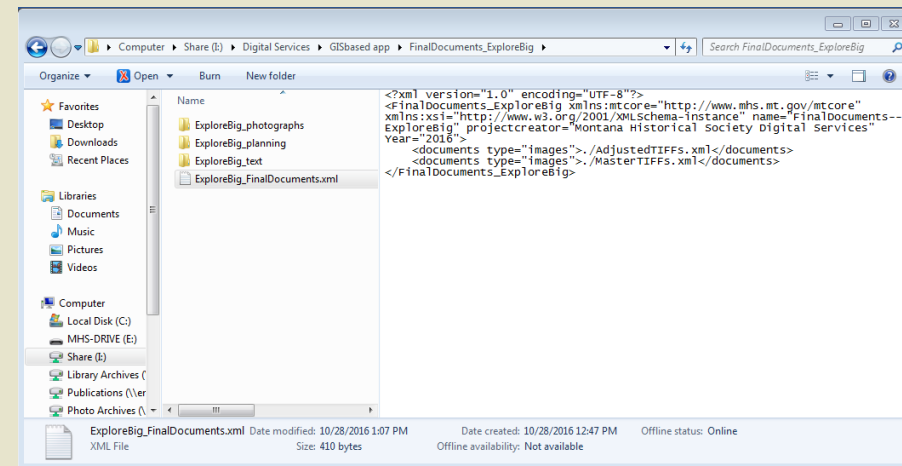 Computer ▸ Share (I:) ▸ Digital Services ▸ GISbased app ▸ FinalDocuments_ExploreBig ▸
Search FinalDocuments_ExploreBig
Organize Open Burn New folder
Favorites
Desktop
Downloads
Recent Places
Libraries
Documents
Music
Pictures
Videos
Computer
Local Disk (C:)
MHS-DRIVE (E:)
Share (I:)
Library Archives (
Publications (\\er
Photo Archives (\
Name
ExploreBig_photographs
ExploreBig_planning
ExploreBig_text
ExploreBig_FinalDocuments.xml
<?xml version="1.0" encoding="UTF-8"?>
<FinalDocuments_ExploreBig xmlns:mtcore="http://www.mhs.mt.gov/mtcore"
xmlns:xsi="http://www.w3.org/2001/XMLSchema-instance" name="FinalDocuments--
ExploreBig" projectcreator="Montana Historical Society Digital Services"
Year="2016">
    <documents type="images">./AdjustedTIFFs.xml</documents>
    <documents type="images">./MasterTIFFs.xml</documents>
</FinalDocuments_ExploreBig>
ExploreBig_FinalDocuments.xml Date modified: 10/28/2016 1:07 PM Date created: 10/28/2016 12:47 PM Offline status: Online
XML File Size: 410 bytes Offline availability: Not available